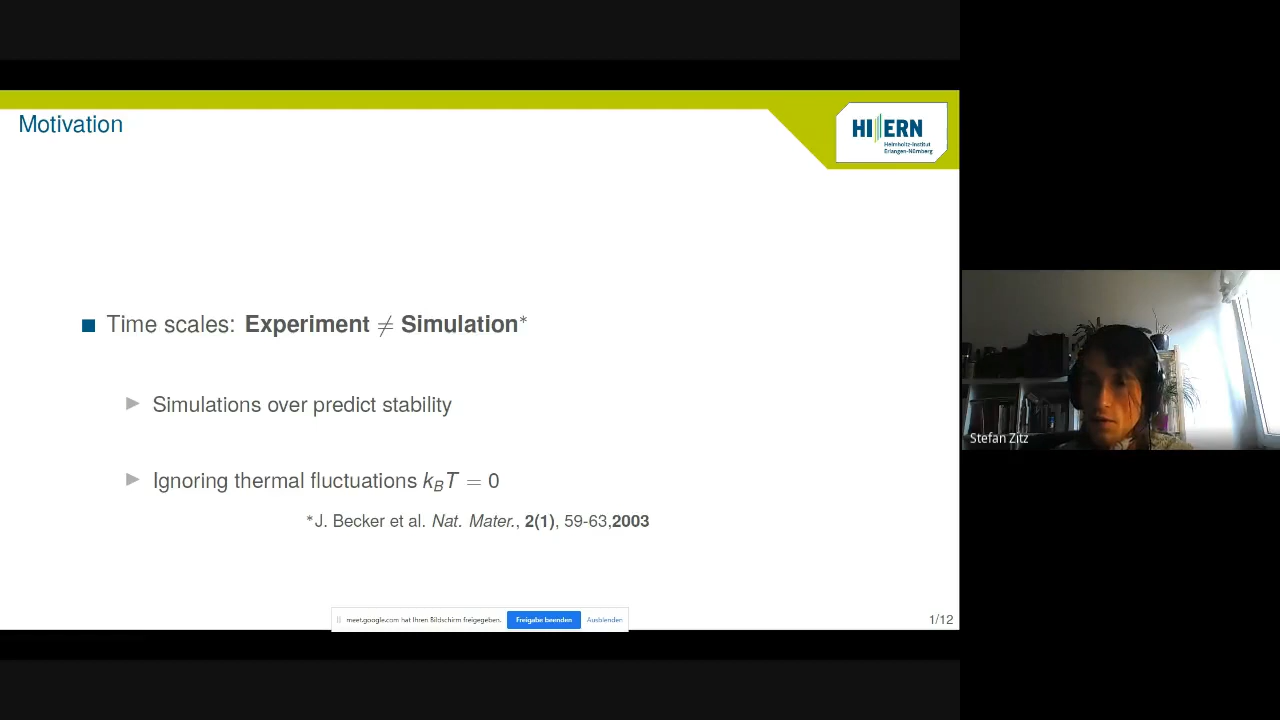 Motivation
HI ERN
Helmholtz-Institut
Erlangen-Nürnberg
■ Time scales: Experiment ≠ Simulation*
▶ Simulations over predict stability
▶ Ignoring thermal fluctuations k_BT = 0
*J. Becker et al. Nat. Mater., 2(1), 59-63,2003
meet.google.com hat Ihren Bildschirm freigegeben. Freigabe beenden Ausblenden
1/12
Stefan Zitz